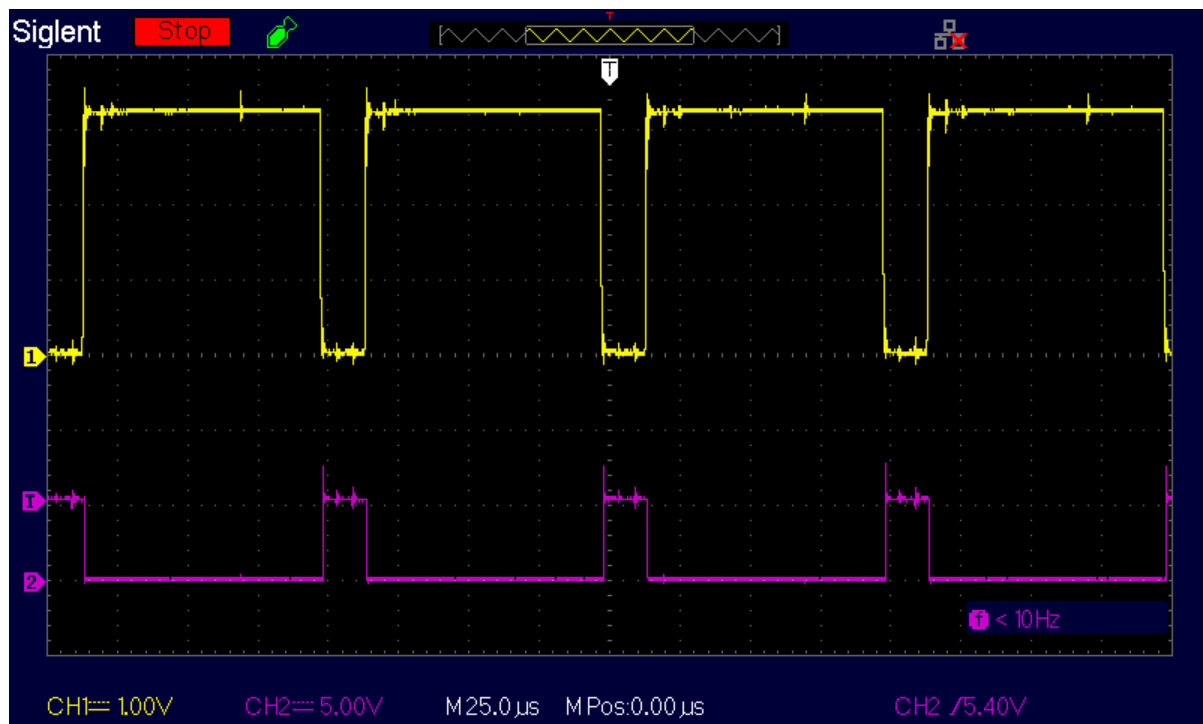 Siglent Stop
T
T
1
T
2
f < 10Hz
CH1 1.00V CH2 5.00V M 25.0μs M Pos:0.00μs CH2 /5.40V